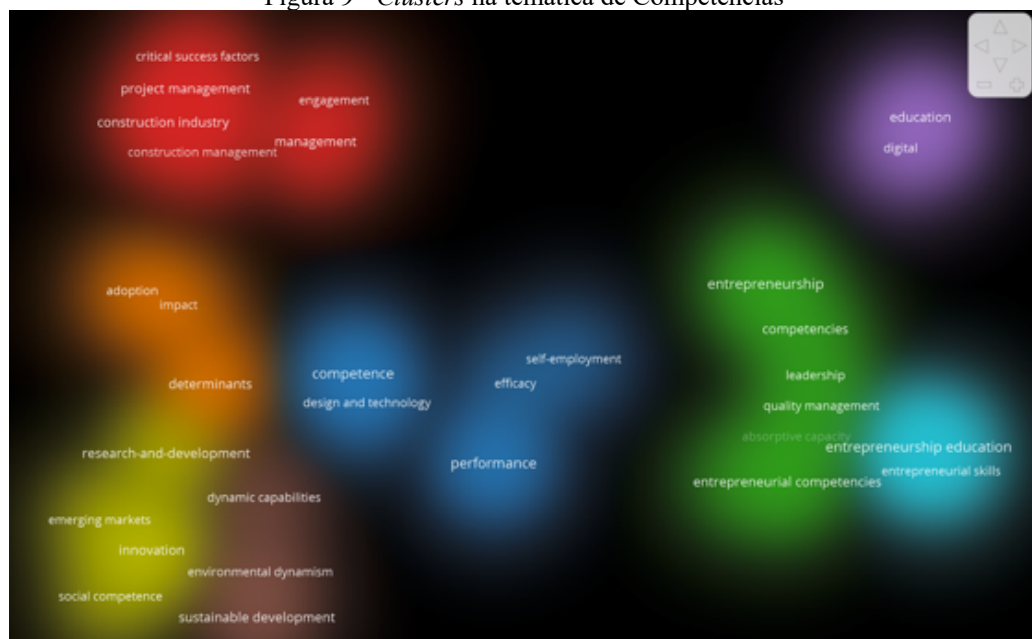 Figura 9 - Clusters na temática de Competências
critical success factors
project management
engagement
construction industry
management
construction management
education
digital
adoption
impact
determinants
competence
design and technology
self-employment
efficacy
performance
entrepreneurship
competencies
leadership
quality management
absorptive capacity
entrepreneurship education
entrepreneurial skills
entrepreneurial competencies
research-and-development
dynamic capabilities
emerging markets
innovation
environmental dynamism
social competence
sustainable development